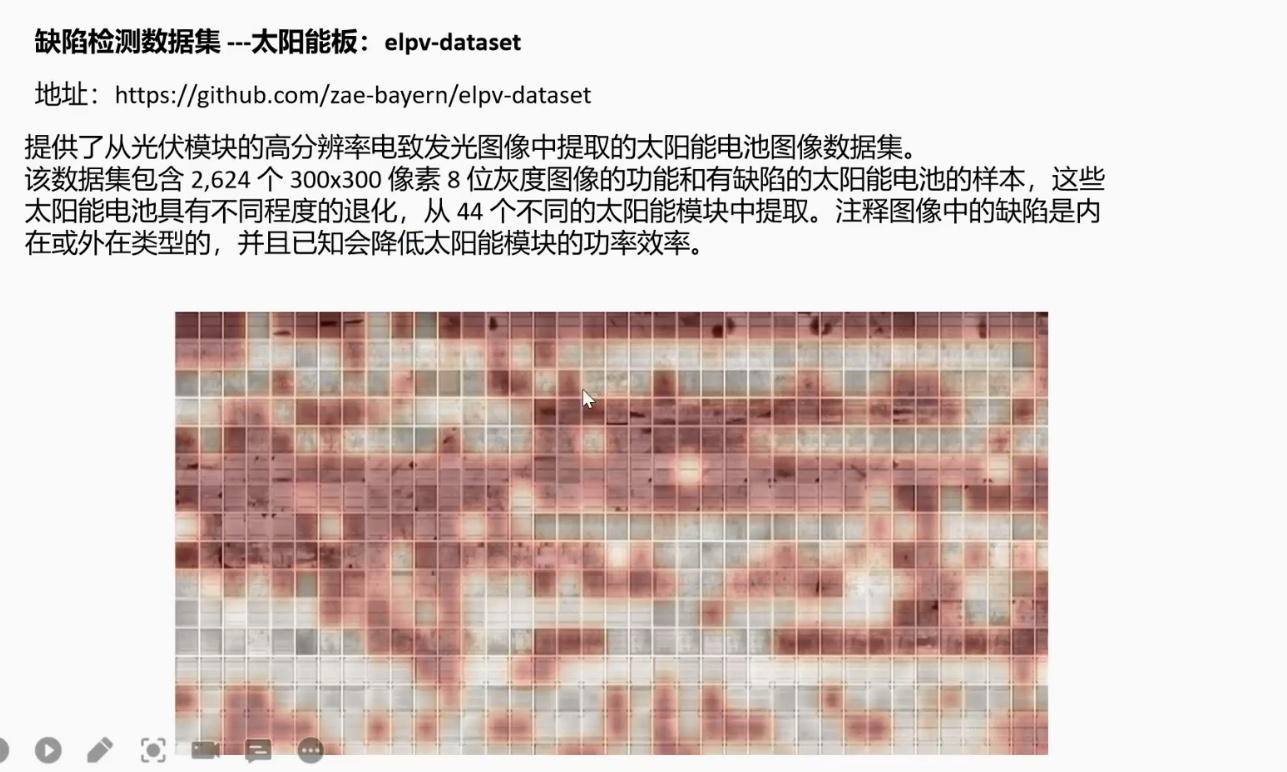 缺陷检测数据集 ---太阳能板：elpv-dataset
地址：https://github.com/zae-bayern/elpv-dataset
提供了从光伏模块的高分辨率电致发光图像中提取的太阳能电池图像数据集。
该数据集包含 2,624 个 300x300 像素 8 位灰度图像的功能和有缺陷的太阳能电池的样本，这些
太阳能电池具有不同程度的退化，从 44 个不同的太阳能模块中提取。注释图像中的缺陷是内
在或外在类型的，并且已知会降低太阳能模块的功率效率。